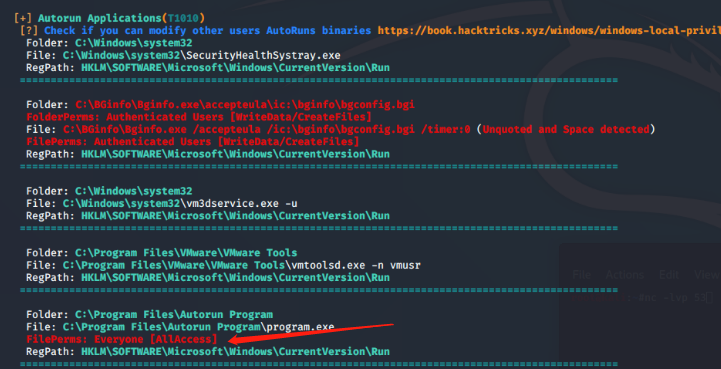 [+] Autorun Applications(T1010)
[?] Check if you can modify other users AutoRuns binaries https://book.hacktricks.xyz/windows/windows-local-privil
Folder: C:\Windows\system32
File: C:\Windows\system32\SecurityHealthSystray.exe
RegPath: HKLM\SOFTWARE\Microsoft\Windows\CurrentVersion\Run
Folder: C:\BGinfo\Bginfo.exe\accepteula\ic:\bginfo\bgconfig.bgi
FolderPerms: Authenticated Users [WriteData/CreateFiles]
File: C:\BGinfo\Bginfo.exe /accepteula /ic:\bginfo\bgconfig.bgi /timer:0 (Unquoted and Space detected)
FilePerms: Authenticated Users [WriteData/CreateFiles]
RegPath: HKLM\SOFTWARE\Microsoft\Windows\CurrentVersion\Run
Folder: C:\Windows\system32
File: C:\Windows\system32\vm3dservice.exe -u
RegPath: HKLM\SOFTWARE\Microsoft\Windows\CurrentVersion\Run
Folder: C:\Program Files\VMware\VMware Tools
File: C:\Program Files\VMware\VMware Tools\vmtoolsd.exe -n vmusr
RegPath: HKLM\SOFTWARE\Microsoft\Windows\CurrentVersion\Run
File Actions Edit View
Folder: C:\Program Files\Autorun Program
File: C:\Program Files\Autorun Program\program.exe
FilePerms: Everyone [AllAccess]
RegPath: HKLM\SOFTWARE\Microsoft\Windows\CurrentVersion\Run